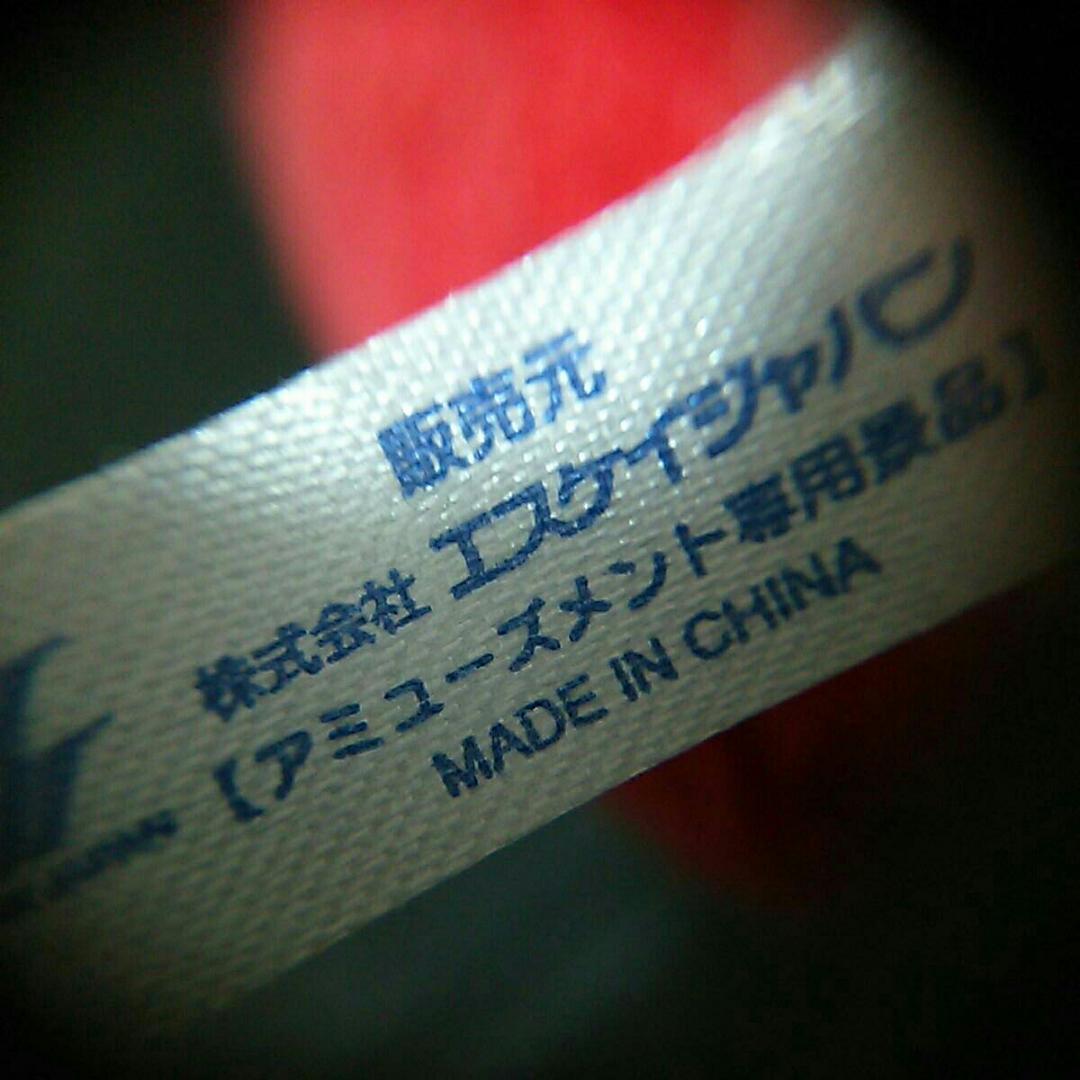 販売元
株式会社 エスケイジャパン
【アミューズメント専用景品】
MADE IN CHINA
JAPAN